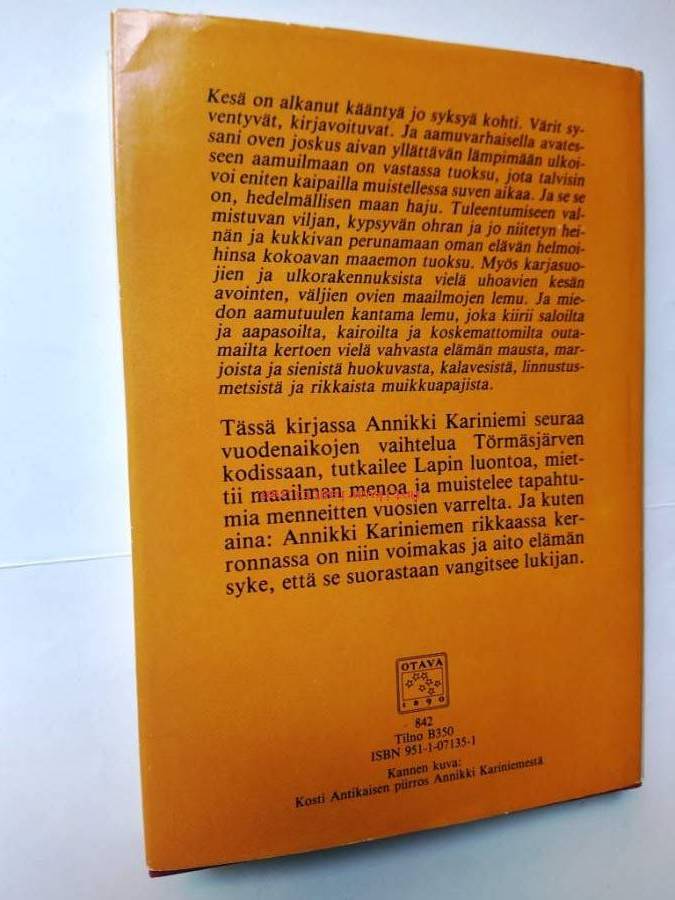 Kesä on alkanut kääntyä jo syksyä kohti. Värit sy-
ventyvät, kirjavoituvat. Ja aamuvarhaisella avates-
sani oven joskus aivan yllättävän lämpimään ulkoi-
seen aamuilmaan on vastassa tuoksu, jota talvisin
voi eniten kaipailla muistellessa suven aikaa. Ja se se
on, hedelmällisen maan haju. Tuleentumiseen val-
mistuvan viljan, kypsyvän ohran ja jo niitetyn hei-
nän ja kukkivan perunamaan oman elävän helmoi-
hinsa kokoavan maaemon tuoksu. Myös karjasuo-
jien ja ulkorakennuksista vielä uhoavien kesän
avointen, väljien ovien maailmojen lemu. Ja mie-
don aamutuulen kantama lemu, joka kiirii saloilta
ja aapasoilta, kairoilta ja koskemattomilta outa-
mailta kertoen vielä vahvasta elämän mausta, mar-
joista ja sienistä huokuvasta, kalavesistä, linnustus-
metsistä ja rikkaista muikkuapajista.
Tässä kirjassa Annikki Kariniemi seuraa
vuodenaikojen vaihtelua Törmäsjärven
kodissaan, tutkailee Lapin luontoa, miet-
tii maailman menoa ja muistelee tapahtu-
mia menneitten vuosien varrelta. Ja kuten
aina: Annikki Kariniemen rikkaassa ker-
ronnassa on niin voimakas ja aito elämän
syke, että se suorastaan vangitsee lukijan.
OTAVA
1890
842
Tilno B350
ISBN 951-1-07135-1
Kannen kuva:
Kosti Antikaisen piirros Annikki Kariniemestä